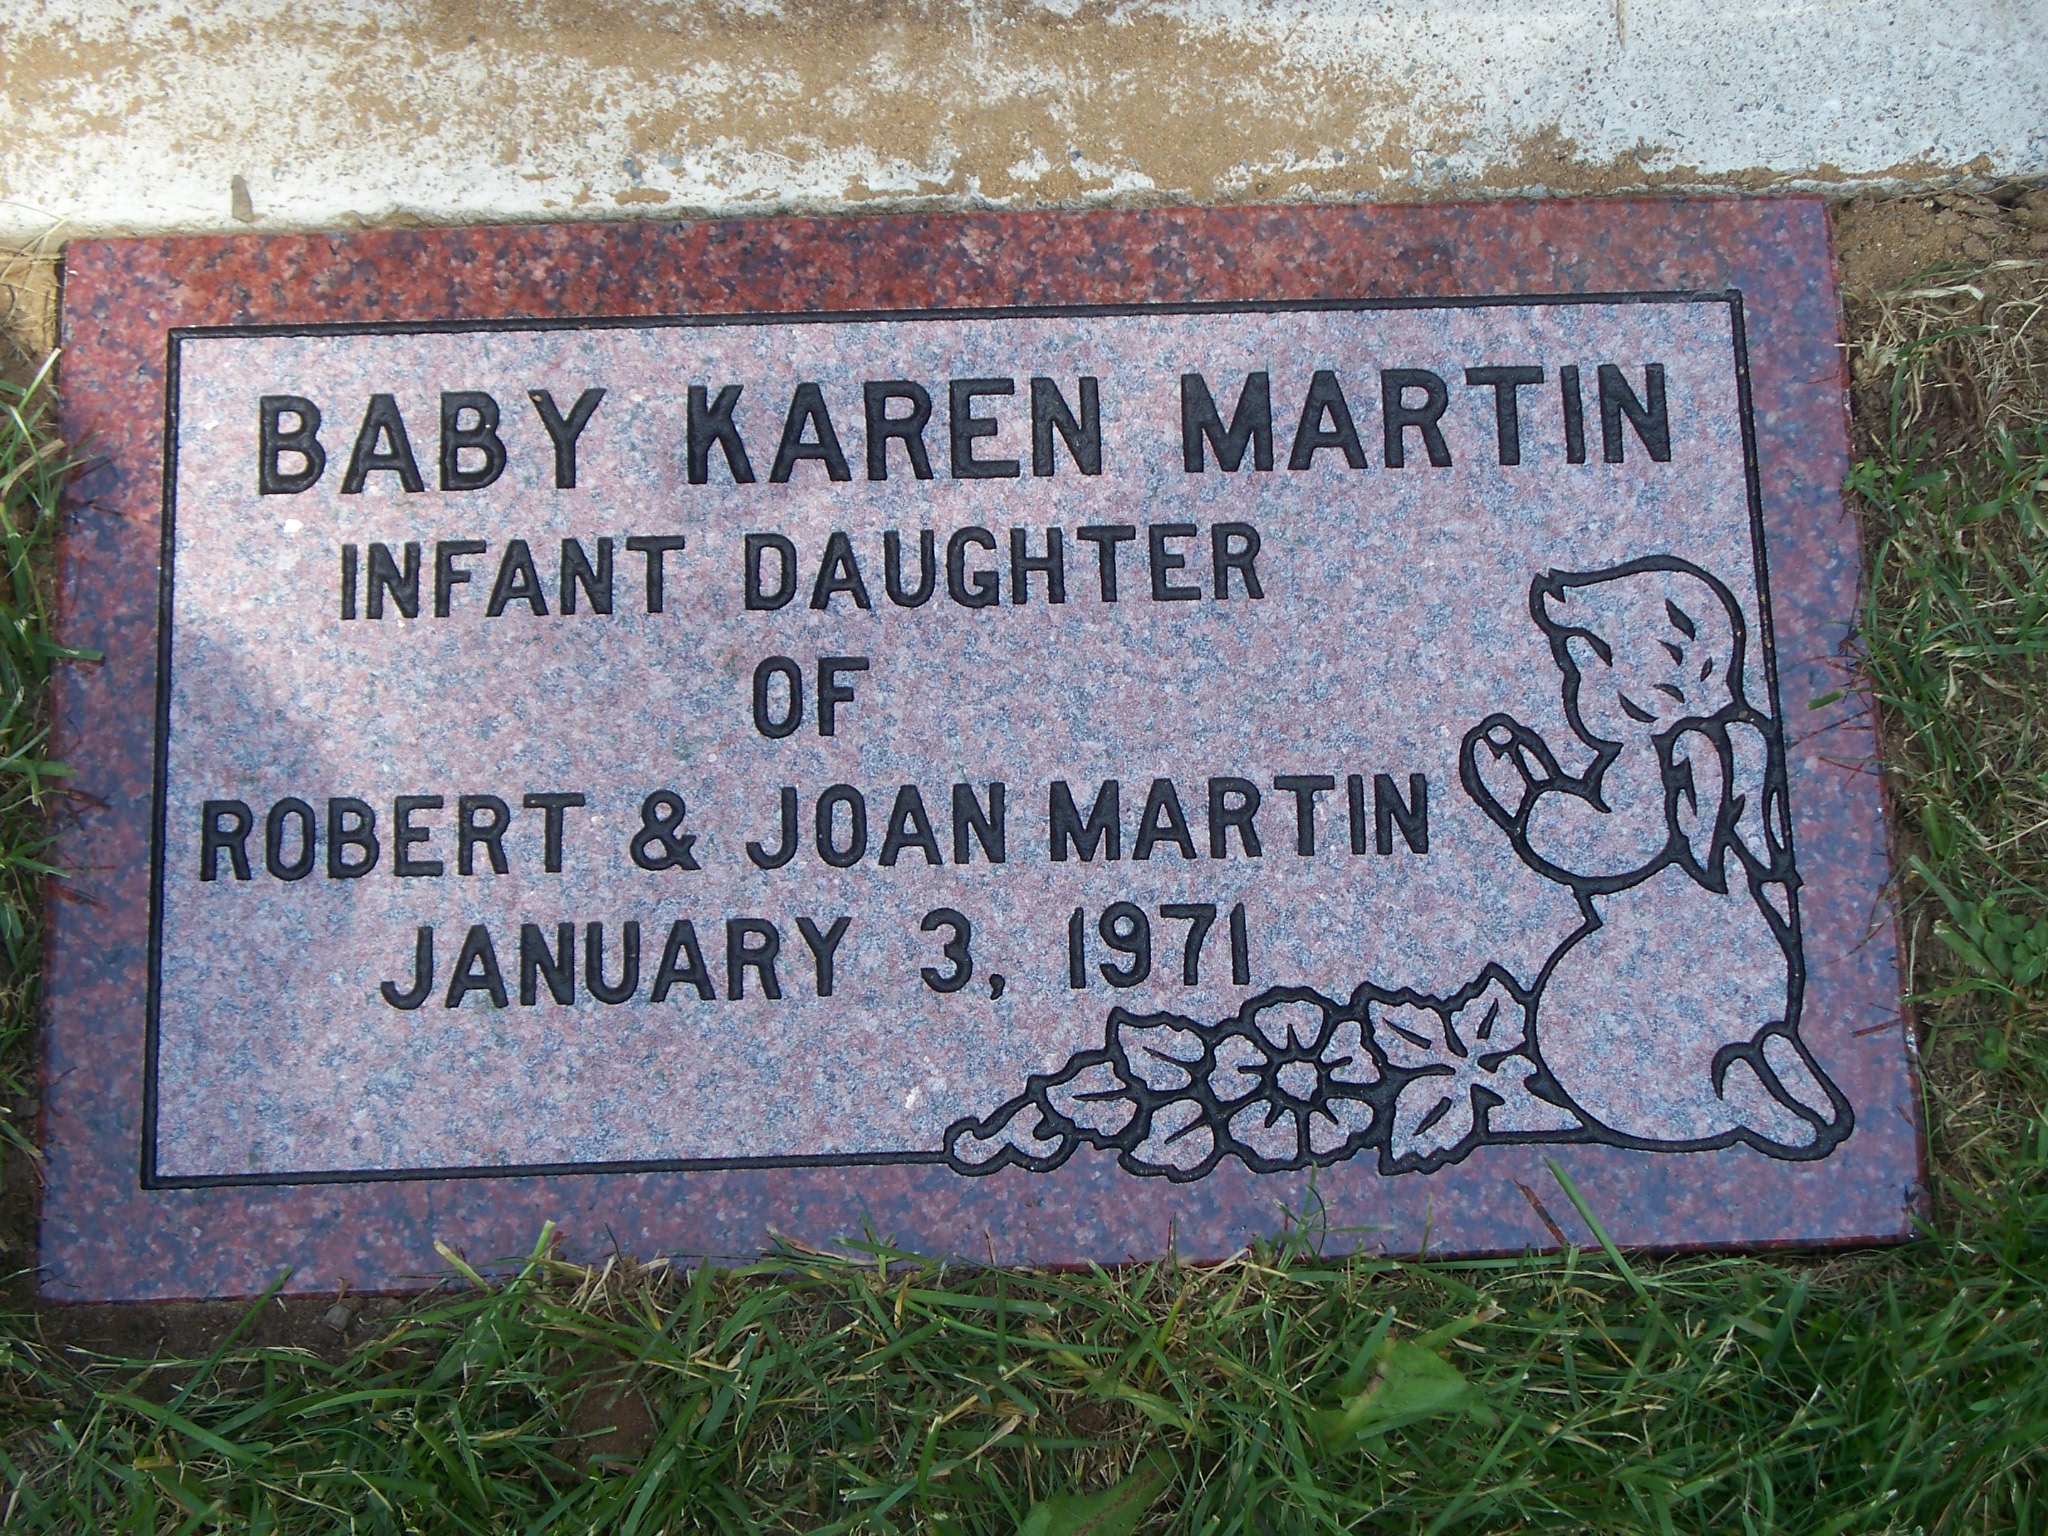 BABY KAREN MARTIN
INFANT DAUGHTER
OF
ROBERT & JOAN MARTIN
JANUARY 3, 1971